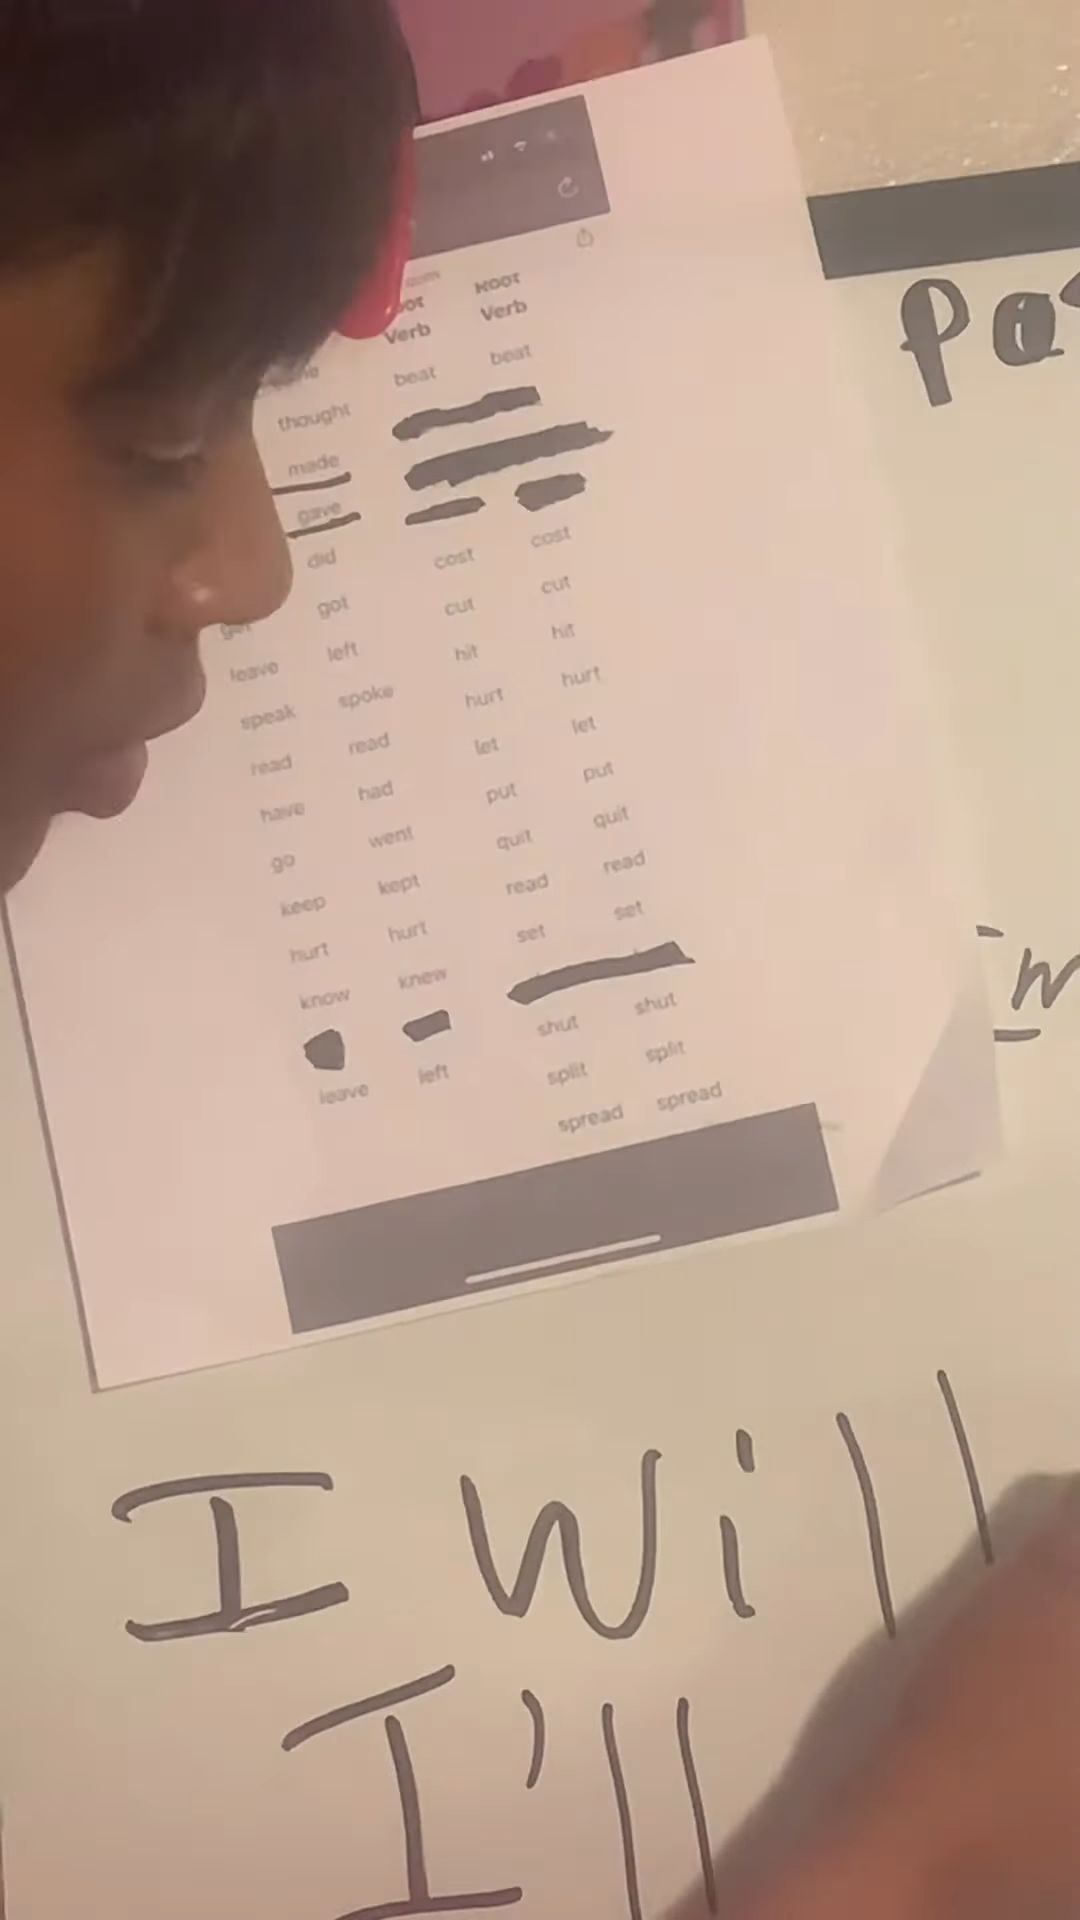 Root
Verb Verb
beat beat
thought
made
gave
did cost cost
got cut cut
get
leave left hit hit
speak spoke hurt hurt
read read let let
have had put put
go went quit quit
keep kept read read
hurt hurt set set
know knew
shut shut
leave left split split
spread spread
I Will
I'll